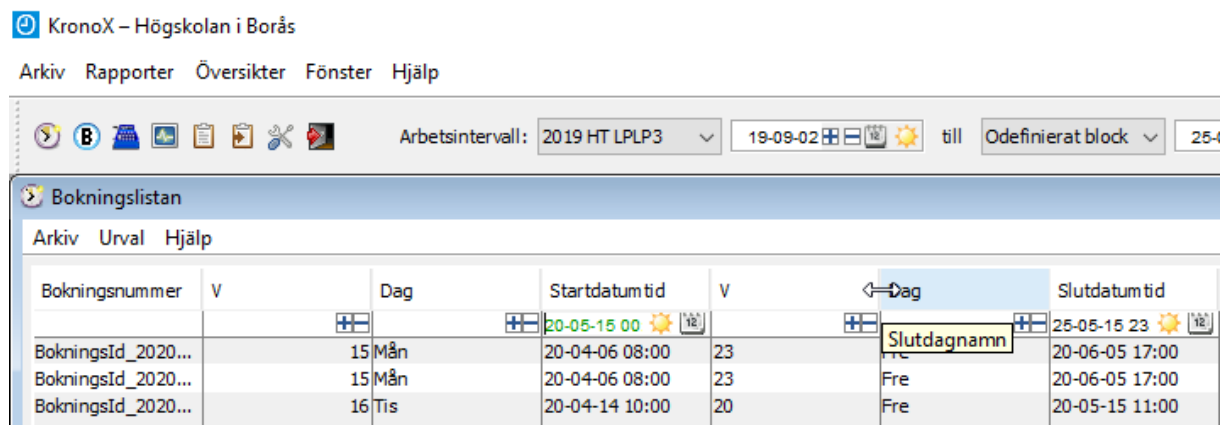 KronoX – Högskolan i Borås
Arkiv Rapporter Översikter Fönster Hjälp
Arbetsintervall: 2019 HT LPLP3 19-09-02 12 till Odefinierat block
Bokningslistan
Arkiv Urval Hjälp
Bokningsnummer V Dag Startdatumtid V Dag Slutdatumtid
20-05-15 00 12 25-05-15 23 12
Slutdagnamn
BokningsId_2020... 15 Mån 20-04-06 08:00 23 Fre 20-06-05 17:00
BokningsId_2020... 15 Mån 20-04-06 08:00 23 Fre 20-06-05 17:00
BokningsId_2020... 16 Tis 20-04-14 10:00 20 Fre 20-05-15 11:00